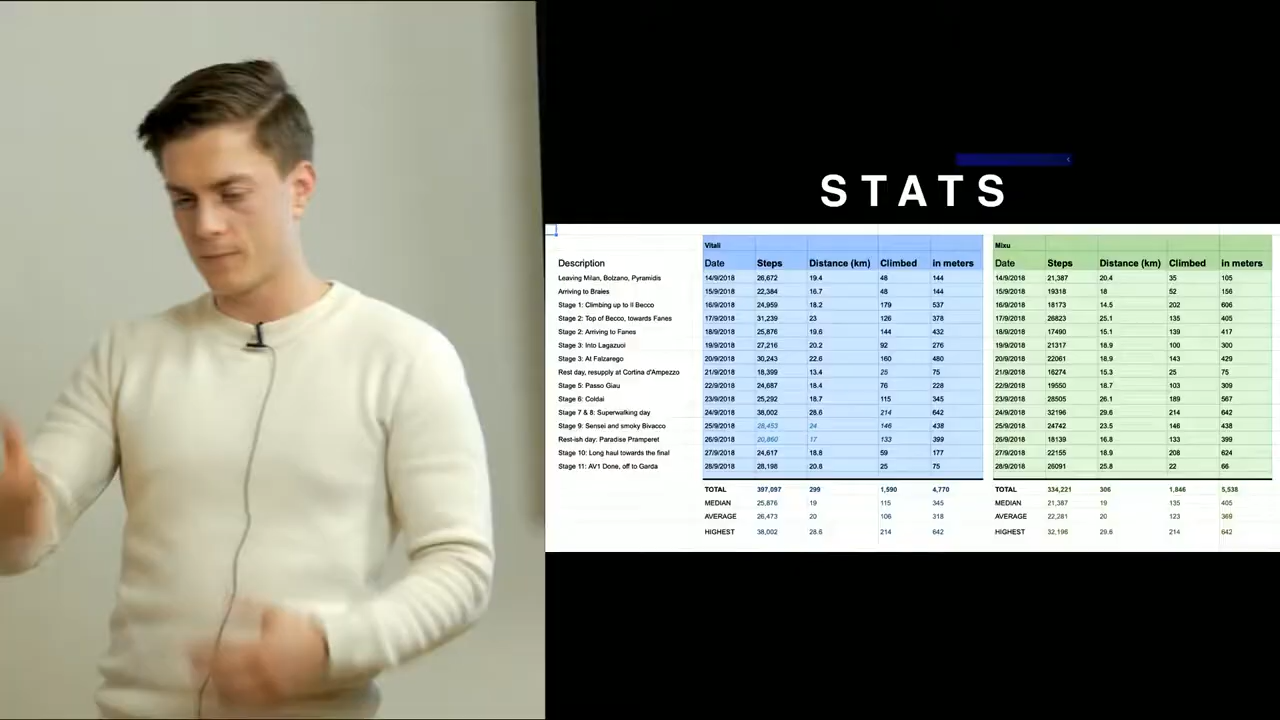 STATS
Vitali Mixu
Description Date Steps Distance (km) Climbed in meters Date Steps Distance (km) Climbed in meters
Leaving Milan, Bolzano, Pyramidis 14/9/2018 26,672 19.4 48 144 14/9/2018 21,387 20.4 35 105
Arriving to Braies 15/9/2018 22,384 16.7 48 144 15/9/2018 19318 18 52 156
Stage 1: Climbing up to Il Becco 16/9/2018 24,959 18.2 179 537 16/9/2018 18173 14.5 202 606
Stage 2: Top of Becco, towards Fanes 17/9/2018 31,239 23 126 378 17/9/2018 26823 25.1 135 405
Stage 2: Arriving to Fanes 18/9/2018 25,876 19.6 144 432 18/9/2018 17490 15.1 139 417
Stage 3: Into Lagazuoi 19/9/2018 27,216 20.2 92 276 19/9/2018 21317 18.9 100 300
Stage 3: At Falzarego 20/9/2018 30,243 22.6 160 480 20/9/2018 22061 18.9 143 429
Rest day, resupply at Cortina d'Ampezzo 21/9/2018 18,399 13.4 25 75 21/9/2018 16274 15.3 25 75
Stage 5: Passo Giau 22/9/2018 24,687 18.4 76 228 22/9/2018 19550 18.7 103 309
Stage 6: Coldai 23/9/2018 25,292 18.7 115 345 23/9/2018 28505 26.1 189 567
Stage 7 & 8: Superwalking day 24/9/2018 38,002 28.6 214 642 24/9/2018 32196 29.6 214 642
Stage 9: Sensei and smoky Bivacco 25/9/2018 28,453 24 146 438 25/9/2018 24742 23.5 146 438
Rest-ish day: Paradise Pramperet 26/9/2018 20,860 17 133 399 26/9/2018 18139 16.8 133 399
Stage 10: Long haul towards the final 27/9/2018 24,617 18.8 59 177 27/9/2018 22155 18.9 208 624
Stage 11: AV1 Done, off to Garda 28/9/2018 28,198 20.8 25 75 28/9/2018 26091 25.8 22 66
TOTAL 397,097 299 1,590 4,770 TOTAL 334,221 306 1,846 5,538
MEDIAN 25,876 19 115 345 MEDIAN 21,387 19 135 405
AVERAGE 26,473 20 106 318 AVERAGE 22,281 20 123 369
HIGHEST 38,002 28.6 214 642 HIGHEST 32,196 29.6 214 642